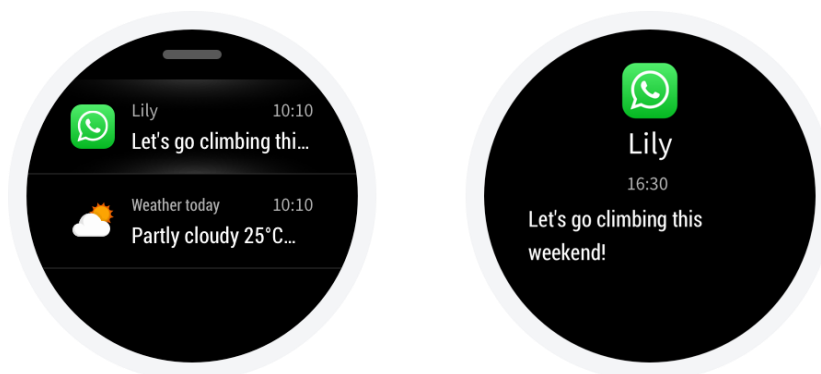 Lily 10:10
Let's go climbing thi...
Weather today 10:10
Partly cloudy 25°C...
Lily
16:30
Let's go climbing this
weekend!